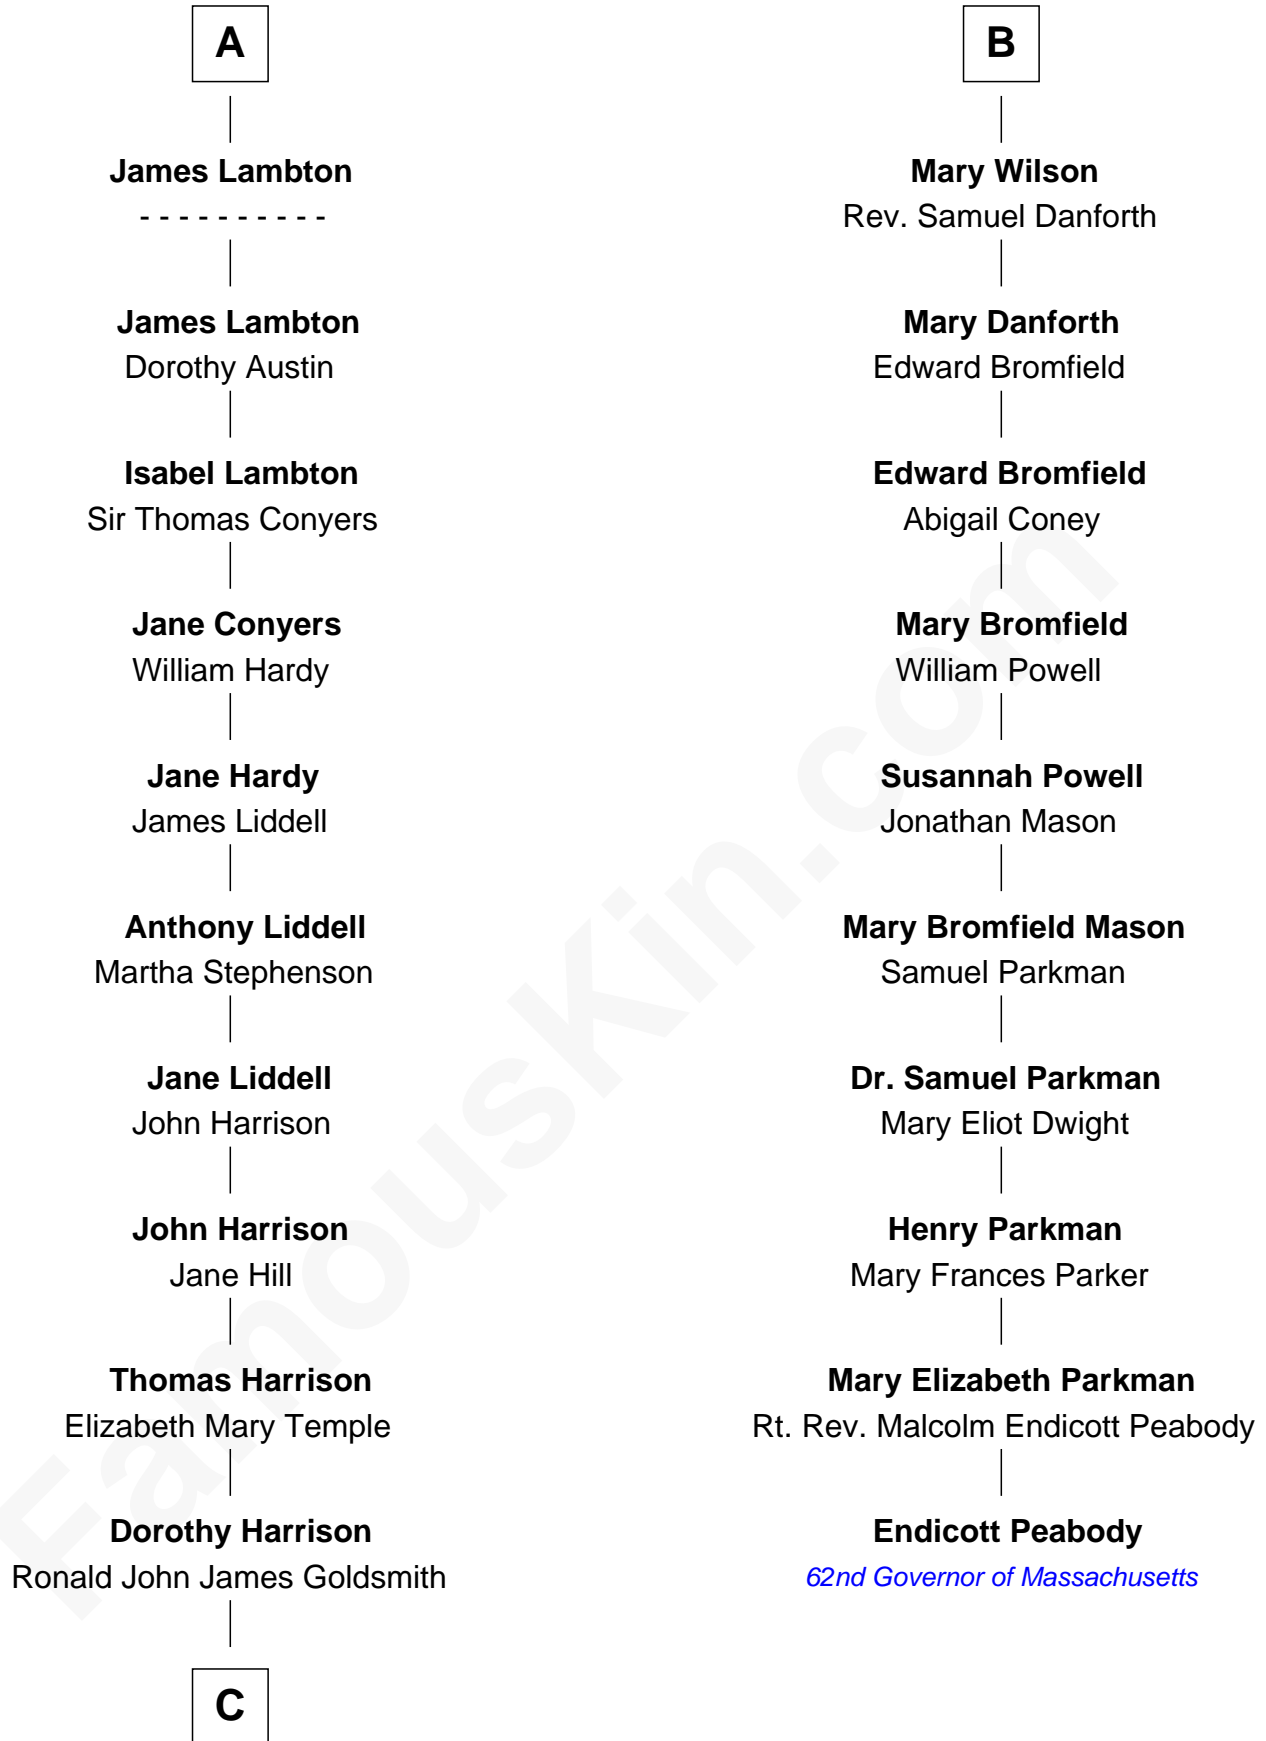 A
James Lambton
- - - - - - - - - -
James Lambton
Dorothy Austin
Isabel Lambton
Sir Thomas Conyers
Jane Conyers
William Hardy
Jane Hardy
James Liddell
Anthony Liddell
Martha Stephenson
Jane Liddell
John Harrison
John Harrison
Jane Hill
Thomas Harrison
Elizabeth Mary Temple
Dorothy Harrison
Ronald John James Goldsmith
C
B
Mary Wilson
Rev. Samuel Danforth
Mary Danforth
Edward Bromfield
Edward Bromfield
Abigail Coney
Mary Bromfield
William Powell
Susannah Powell
Jonathan Mason
Mary Bromfield Mason
Samuel Parkman
Dr. Samuel Parkman
Mary Eliot Dwight
Henry Parkman
Mary Frances Parker
Mary Elizabeth Parkman
Rt. Rev. Malcolm Endicott Peabody
Endicott Peabody
62nd Governor of Massachusetts
FamousKin.com